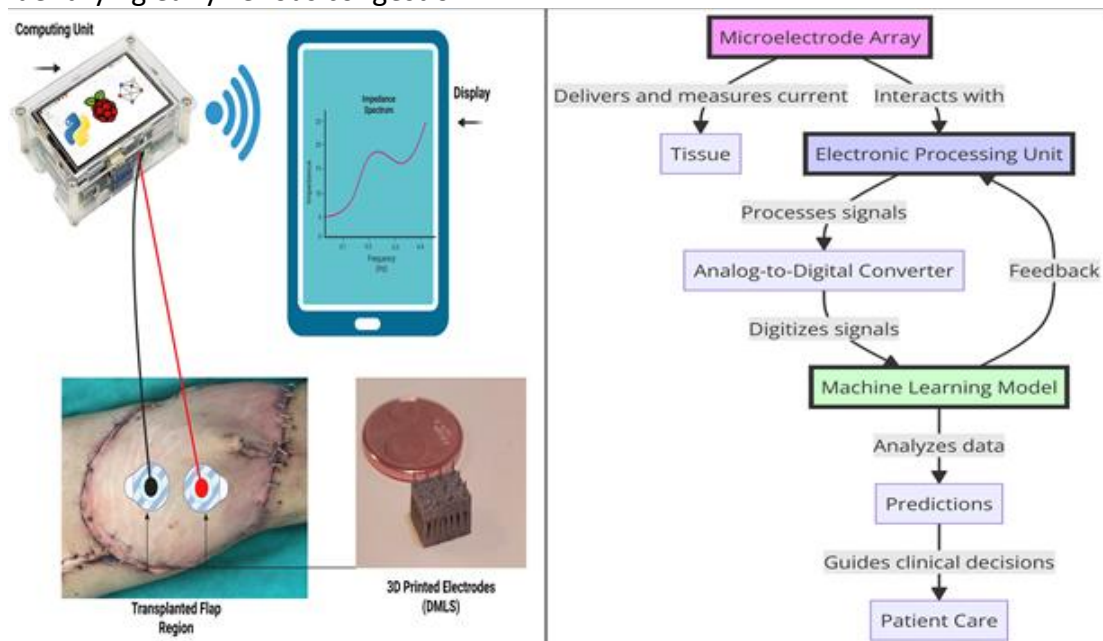 Computing Unit
Display
Impedance
Spectrum
Frequency
(Hz)
Transplanted Flap
Region
3D Printed Electrodes
(DMLS)
Microelectrode Array
Delivers and measures current
Interacts with
Tissue
Electronic Processing Unit
Processes signals
Analog-to-Digital Converter
Feedback
Digitizes signals
Machine Learning Model
Analyzes data
Predictions
Guides clinical decisions
Patient Care